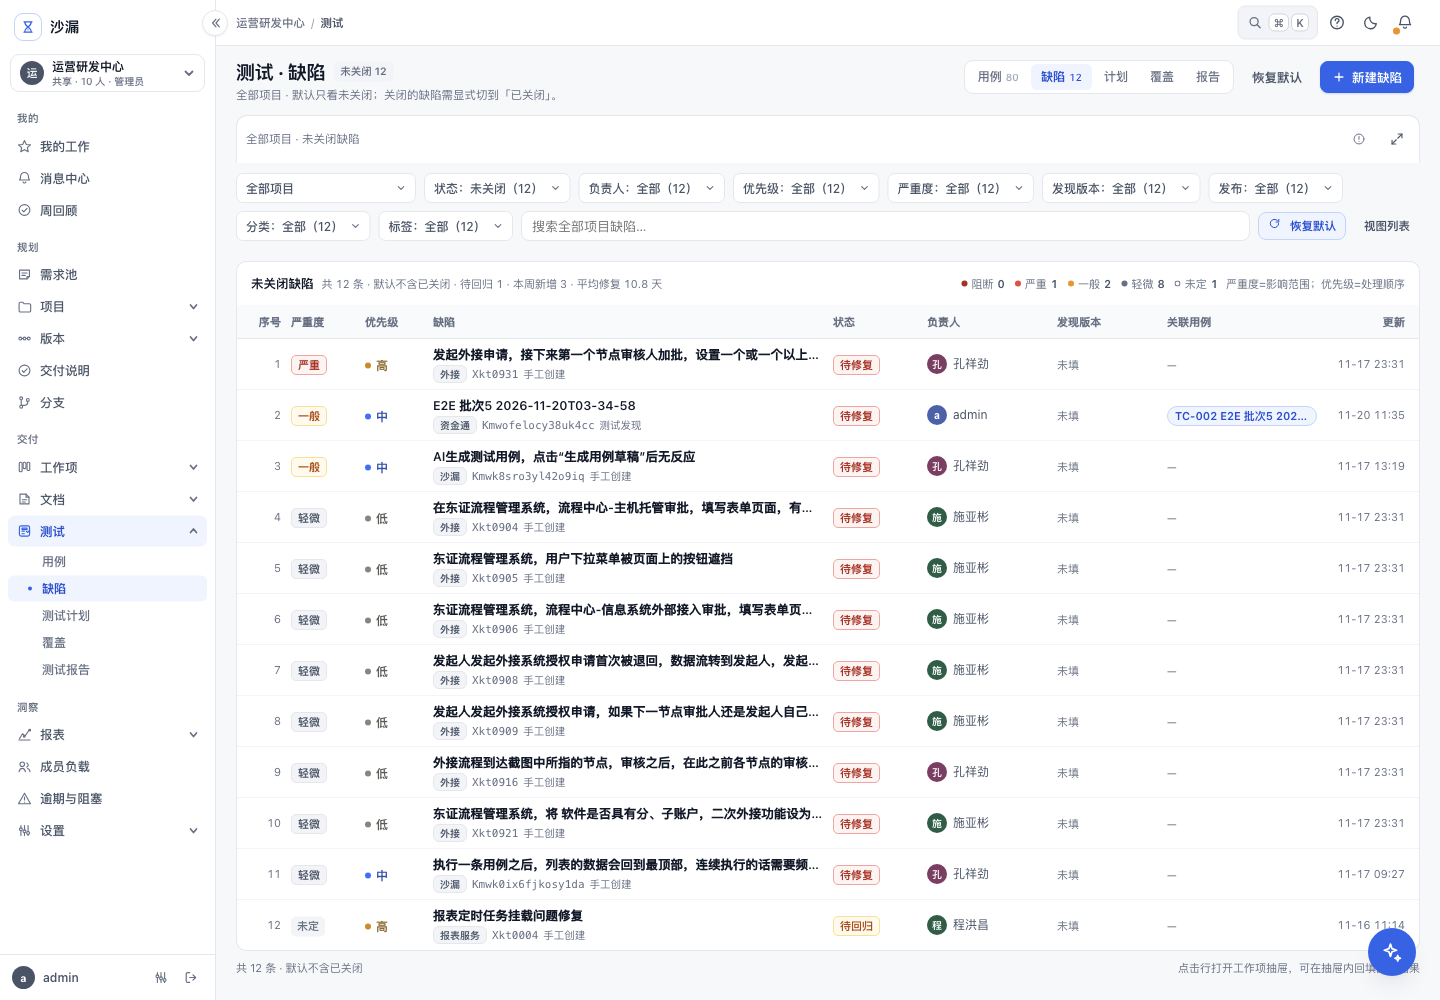 沙漏
运 运营研发中心
共享 · 10 人 · 管理员
我的
我的工作
消息中心
周回顾
规划
需求池
项目
版本
交付说明
分支
交付
工作项
文档
测试
用例
缺陷
测试计划
覆盖
测试报告
洞察
报表
成员负载
逾期与阻塞
设置
a admin
运营研发中心 / 测试
⌘ K
测试 · 缺陷 未关闭 12
全部项目 · 默认只看未关闭；关闭的缺陷需显式切到「已关闭」。
用例 80 缺陷 12 计划 覆盖 报告 恢复默认 + 新建缺陷
全部项目 · 未关闭缺陷
全部项目 状态：未关闭（12） 负责人：全部（12） 优先级：全部（12） 严重度：全部（12） 发现版本：全部（12） 发布：全部（12）
分类：全部（12） 标签：全部（12） 搜索全部项目缺陷... 恢复默认 视图列表
未关闭缺陷 共 12 条 · 默认不含已关闭 · 待回归 1 · 本周新增 3 · 平均修复 10.8 天 阻断 0 严重 1 一般 2 轻微 8 未定 1 严重度=影响范围；优先级=处理顺序
序号 严重度 优先级 缺陷 状态 负责人 发现版本 关联用例 更新
1 严重 高 发起外接申请，接下来第一个节点审核人加批，设置一个或一个以上... 待修复 孔 孔祥劲 未填 — 11-17 23:31
外接 Xkt0931 手工创建
2 一般 中 E2E 批次5 2026-11-20T03-34-58 待修复 a admin 未填 TC-002 E2E 批次5 202... 11-20 11:35
资金通 Kmwofelocy38uk4cc 测试发现
3 一般 中 AI生成测试用例，点击“生成用例草稿”后无反应 待修复 孔 孔祥劲 未填 — 11-17 13:19
沙漏 Kmwk8sro3yl42o9iq 手工创建
4 轻微 低 在东证流程管理系统，流程中心-主机托管审批，填写表单页面，有... 待修复 施 施亚彬 未填 — 11-17 23:31
外接 Xkt0904 手工创建
5 轻微 低 东证流程管理系统，用户下拉菜单被页面上的按钮遮挡 待修复 施 施亚彬 未填 — 11-17 23:31
外接 Xkt0905 手工创建
6 轻微 低 东证流程管理系统，流程中心-信息系统外部接入审批，填写表单页... 待修复 施 施亚彬 未填 — 11-17 23:31
外接 Xkt0906 手工创建
7 轻微 低 发起人发起外接系统授权申请首次被退回，数据流转到发起人，发起... 待修复 施 施亚彬 未填 — 11-17 23:31
外接 Xkt0908 手工创建
8 轻微 低 发起人发起外接系统授权申请，如果下一节点审批人还是发起人自己... 待修复 施 施亚彬 未填 — 11-17 23:31
外接 Xkt0909 手工创建
9 轻微 低 外接流程到达截图中所指的节点，审核之后，在此之前各节点的审核... 待修复 孔 孔祥劲 未填 — 11-17 23:31
外接 Xkt0916 手工创建
10 轻微 低 东证流程管理系统，将 软件是否具有分、子账户，二次外接功能设为... 待修复 施 施亚彬 未填 — 11-17 23:31
外接 Xkt0921 手工创建
11 轻微 中 执行一条用例之后，列表的数据会回到最顶部，连续执行的话需要频... 待修复 孔 孔祥劲 未填 — 11-17 09:27
沙漏 Kmwk0ix6fjkosy1da 手工创建
12 未定 高 报表定时任务挂载问题修复 待回归 程 程洪昌 未填 — 11-16 11:14
报表服务 Xkt0004 手工创建
共 12 条 · 默认不含已关闭 点击行打开工作项抽屉，可在抽屉内回填 果